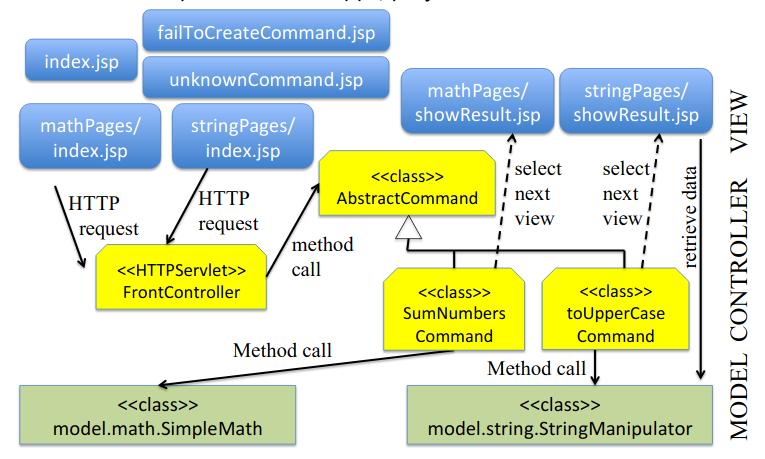 failToCreateCommand.jsp
index.jsp
unknownCommand.jsp
mathPages/
showResult.jsp
stringPages/
showResult.jsp
mathPages/
index.jsp
stringPages/
index.jsp
<<class>>
AbstractCommand
select
next
view
select
next
view
retrieve data
HTTP
request
HTTP
request
method
call
<<HTTPServlet>>
FrontController
<<class>>
SumNumbers
Command
<<class>>
toUpperCase
Command
Method call
Method call
<<class>>
model.math.SimpleMath
<<class>>
model.string.StringManipulator
MODEL CONTROLLER VIEW